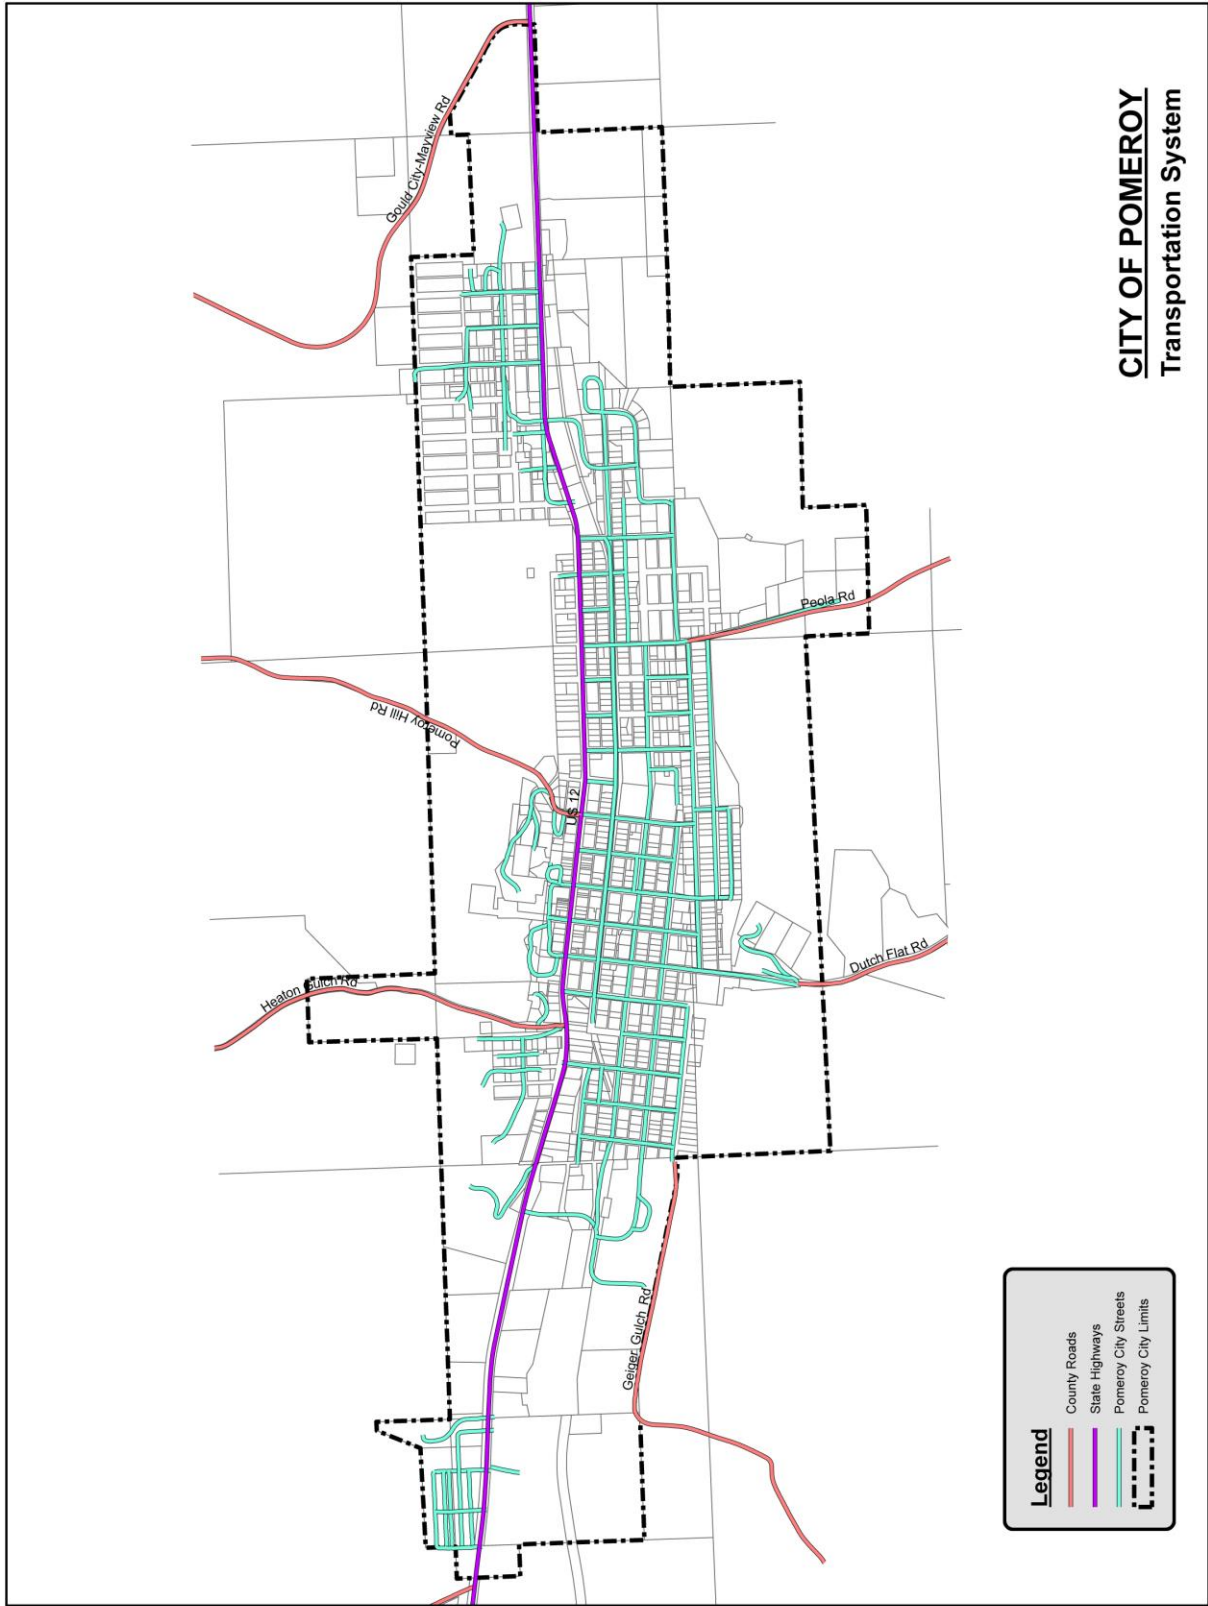 CITY OF POMEROY
Transportation System
Gould City-Mayview Rd
Pomeroy Hill Rd
Heaton Gulch Rd
US 12
Peola Rd
Dutch Flat Rd
Geiger Gulch Rd
Legend
County Roads
State Highways
Pomeroy City Streets
Pomeroy City Limits